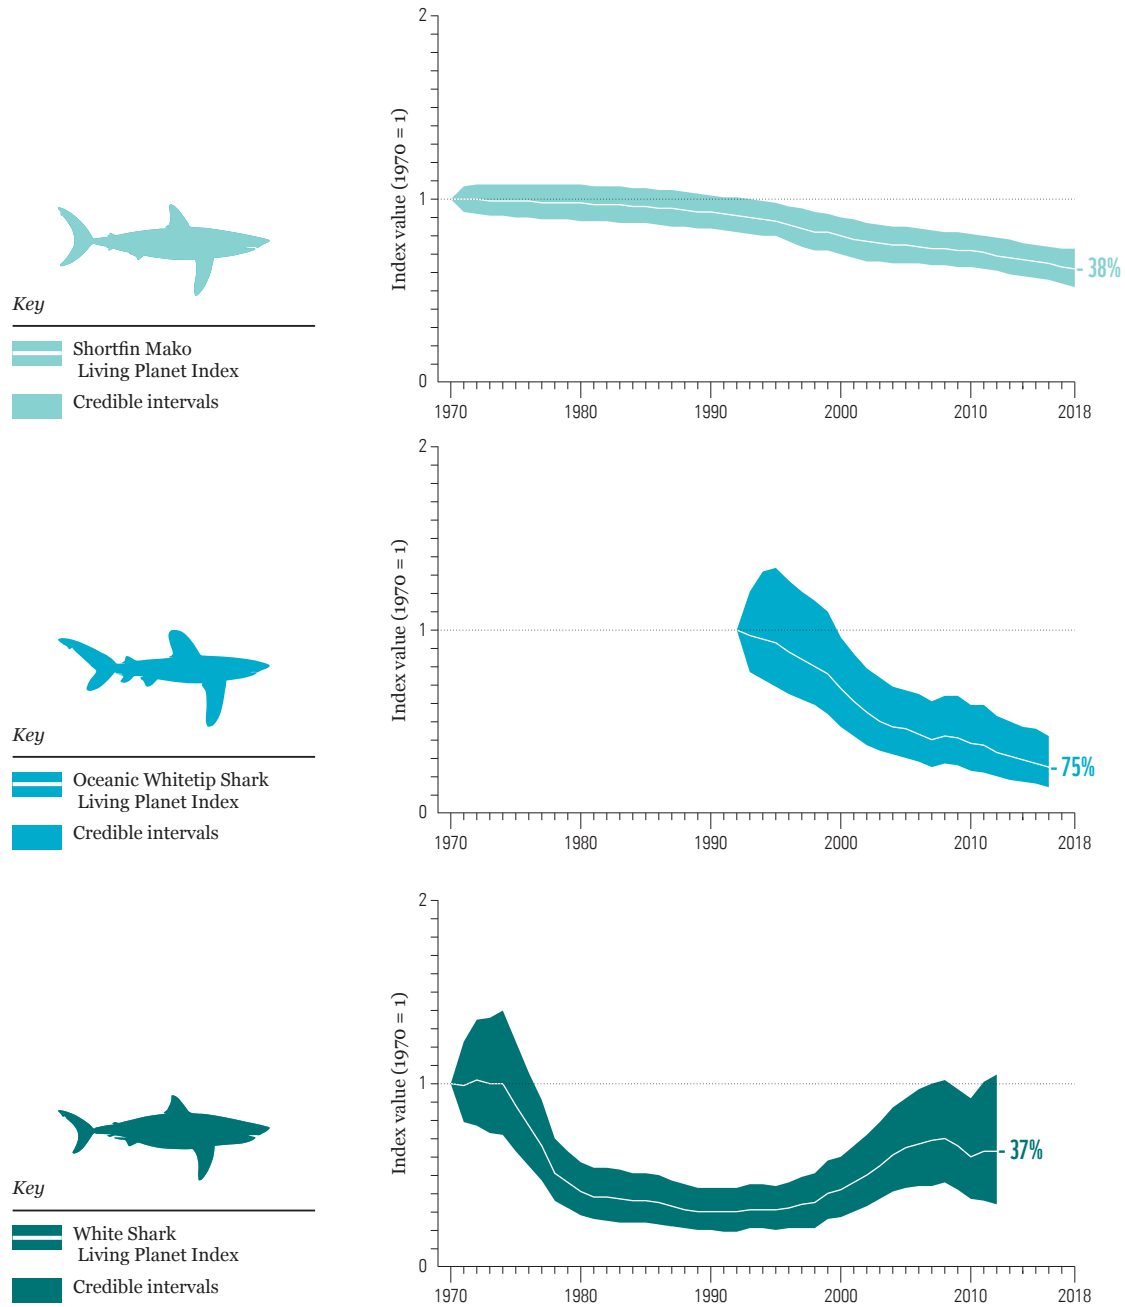 2
Index value (1970 = 1)
1
- 38%
Key
Shortfin Mako
Living Planet Index
Credible intervals
0
1970 1980 1990 2000 2010 2018
2
Index value (1970 = 1)
1
Key
- 75%
Oceanic Whitetip Shark
Living Planet Index
Credible intervals
0
1970 1980 1990 2000 2010 2018
2
Index value (1970 = 1)
1
- 37%
Key
White Shark
Living Planet Index
0
Credible intervals
1970 1980 1990 2000 2010 2018